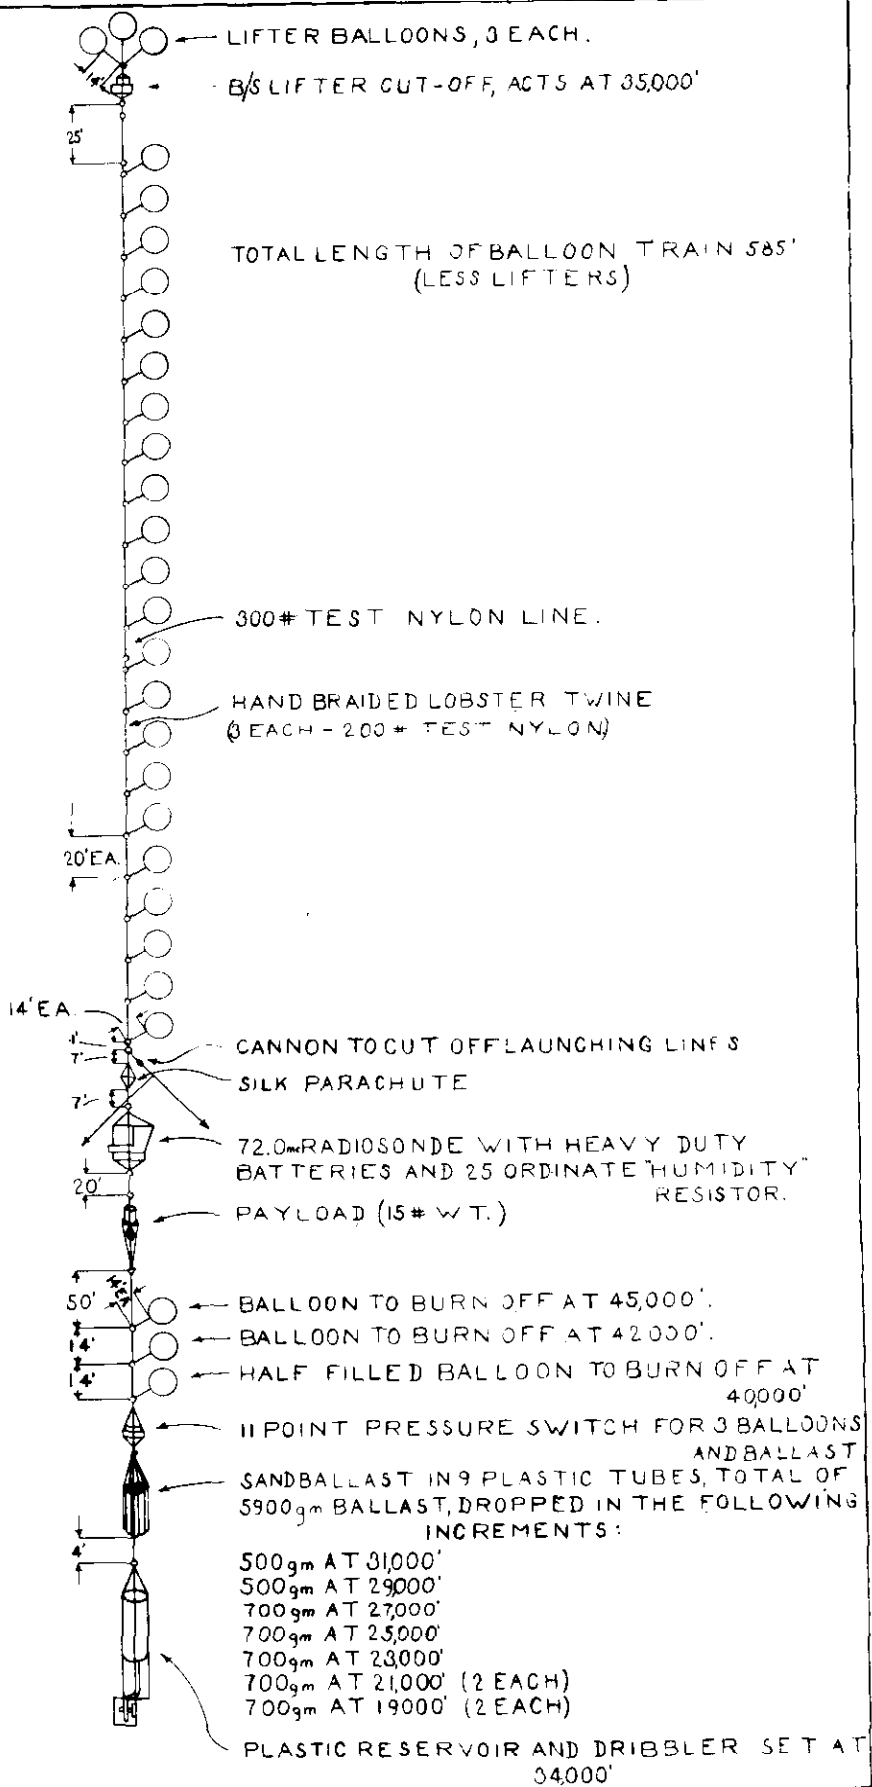 LIFTER BALLOONS, 3 EACH.
14'
B/S LIFTER CUT-OFF, ACTS AT 35,000'
25'
TOTAL LENGTH OF BALLOON TRAIN 585'
(LESS LIFTERS)
300# TEST NYLON LINE.
HAND BRAIDED LOBSTER TWINE
(3 EACH - 200# TEST NYLON)
20'EA.
14'EA
CANNON TO CUT OFF LAUNCHING LINES
7'
SILK PARACHUTE
7'
72.0mc RADIOSONDE WITH HEAVY DUTY
BATTERIES AND 25 ORDINATE "HUMIDITY"
RESISTOR.
20'
PAYLOAD (15# WT.)
50'
BALLOON TO BURN OFF AT 45,000'.
14'
BALLOON TO BURN OFF AT 42000'.
14'
HALF FILLED BALLOON TO BURN OFF AT
40,000'
11 POINT PRESSURE SWITCH FOR 3 BALLOONS
AND BALLAST
SAND BALLAST IN 9 PLASTIC TUBES, TOTAL OF
5900gm BALLAST, DROPPED IN THE FOLLOWING
INCREMENTS:
4'
500gm AT 31,000'
500gm AT 29,000'
700gm AT 27,000'
700gm AT 25,000'
700gm AT 23,000'
700gm AT 21,000' (2 EACH)
700gm AT 19000' (2 EACH)
PLASTIC RESERVOIR AND DRIBBLER SET AT
34,000'